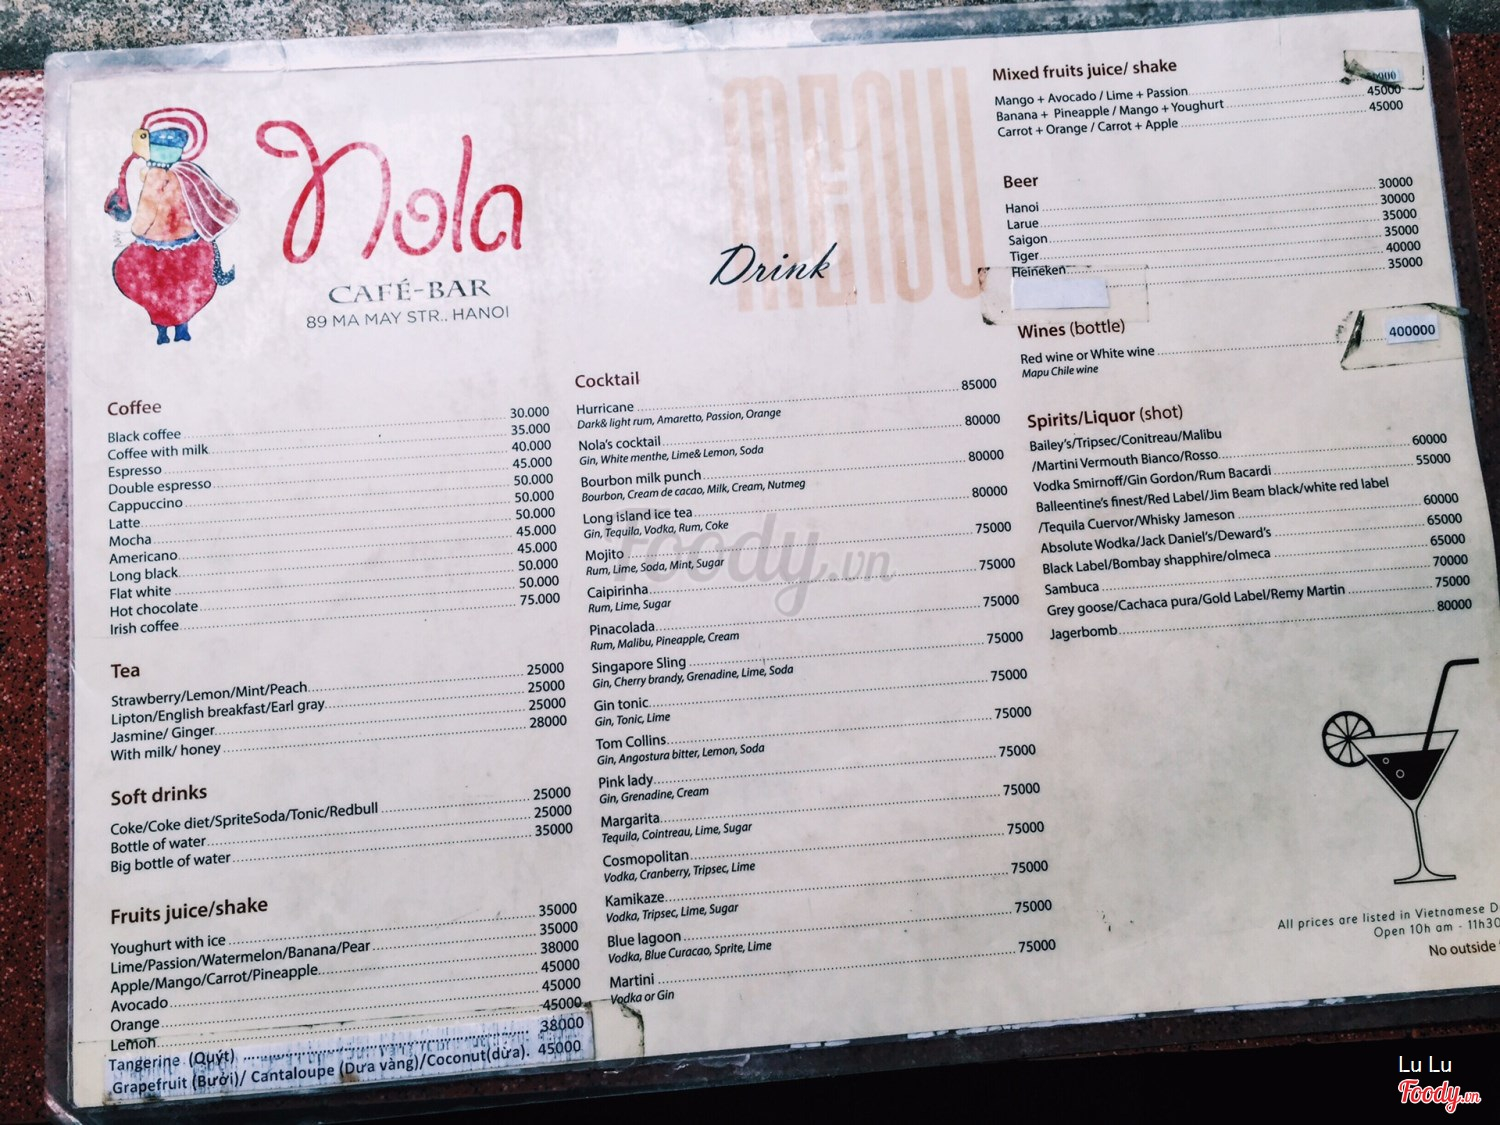 Nola
CAFÉ-BAR
89 MA MAY STR.. HANOI
MENU
Drink
Coffee
Black coffee 30.000
Coffee with milk 35.000
Espresso 40.000
Double espresso 45.000
Cappuccino 50.000
Latte 50.000
Mocha 50.000
Americano 45.000
Long black 45.000
Flat white 50.000
Hot chocolate 50.000
Irish coffee 75.000
Tea
Strawberry/Lemon/Mint/Peach 25000
Lipton/English breakfast/Earl gray 25000
Jasmine/ Ginger 25000
With milk/ honey 28000
Soft drinks
Coke/Coke diet/SpriteSoda/Tonic/Redbull 25000
Bottle of water 25000
Big bottle of water 35000
Fruits juice/shake
Youghurt with ice 35000
Lime/Passion/Watermelon/Banana/Pear 35000
Apple/Mango/Carrot/Pineapple 38000
Avocado 45000
Orange 45000
Lemon 45000
Tangerine (Quýt) 38000
Grapefruit (Bưởi)/ Cantaloupe (Dưa vàng)/Coconut(dừa). 45000
Cocktail
Hurricane 85000
Dark& light rum, Amaretto, Passion, Orange
Nola's cocktail 80000
Gin, White menthe, Lime& Lemon, Soda
Bourbon milk punch 80000
Bourbon, Cream de cacao, Milk, Cream, Nutmeg
Long island ice tea 80000
Gin, Tequila, Vodka, Rum, Coke
Mojito 75000
Rum, Lime, Soda, Mint, Sugar
Caipirinha 75000
Rum, Lime, Sugar
Pinacolada 75000
Rum, Malibu, Pineapple, Cream
Singapore Sling 75000
Gin, Cherry brandy, Grenadine, Lime, Soda
Gin tonic 75000
Gin, Tonic, Lime
Tom Collins 75000
Gin, Angostura bitter, Lemon, Soda
Pink lady 75000
Gin, Grenadine, Cream
Margarita 75000
Tequila, Cointreau, Lime, Sugar
Cosmopolitan 75000
Vodka, Cranberry, Tripsec, Lime
Kamikaze 75000
Vodka, Tripsec, Lime, Sugar
Blue lagoon 75000
Vodka, Blue Curacao, Sprite, Lime
Martini 75000
Vodka or Gin
Mixed fruits juice/ shake
Mango + Avocado / Lime + Passion
Banana + Pineapple / Mango + Youghurt 45000
Carrot + Orange / Carrot + Apple 45000
Beer
Hanoi 30000
Larue 30000
Saigon 35000
Tiger 35000
Heineken 40000
35000
Wines (bottle)
Red wine or White wine 400000
Mapu Chile wine
Spirits/Liquor (shot)
Bailey's/Tripsec/Conitreau/Malibu
/Martini Vermouth Bianco/Rosso 60000
Vodka Smirnoff/Gin Gordon/Rum Bacardi 55000
Balleentine's finest/Red Label/Jim Beam black/white red label
/Tequila Cuervor/Whisky Jameson 60000
Absolute Wodka/Jack Daniel's/Deward's 65000
Black Label/Bombay shapphire/olmeca 65000
Sambuca 70000
Grey goose/Cachaca pura/Gold Label/Remy Martin 75000
Jagerbomb 80000
All prices are listed in Vietnamese D
Open 10h am - 11h30
No outside
Foody.vn
Lu Lu
Foody.vn